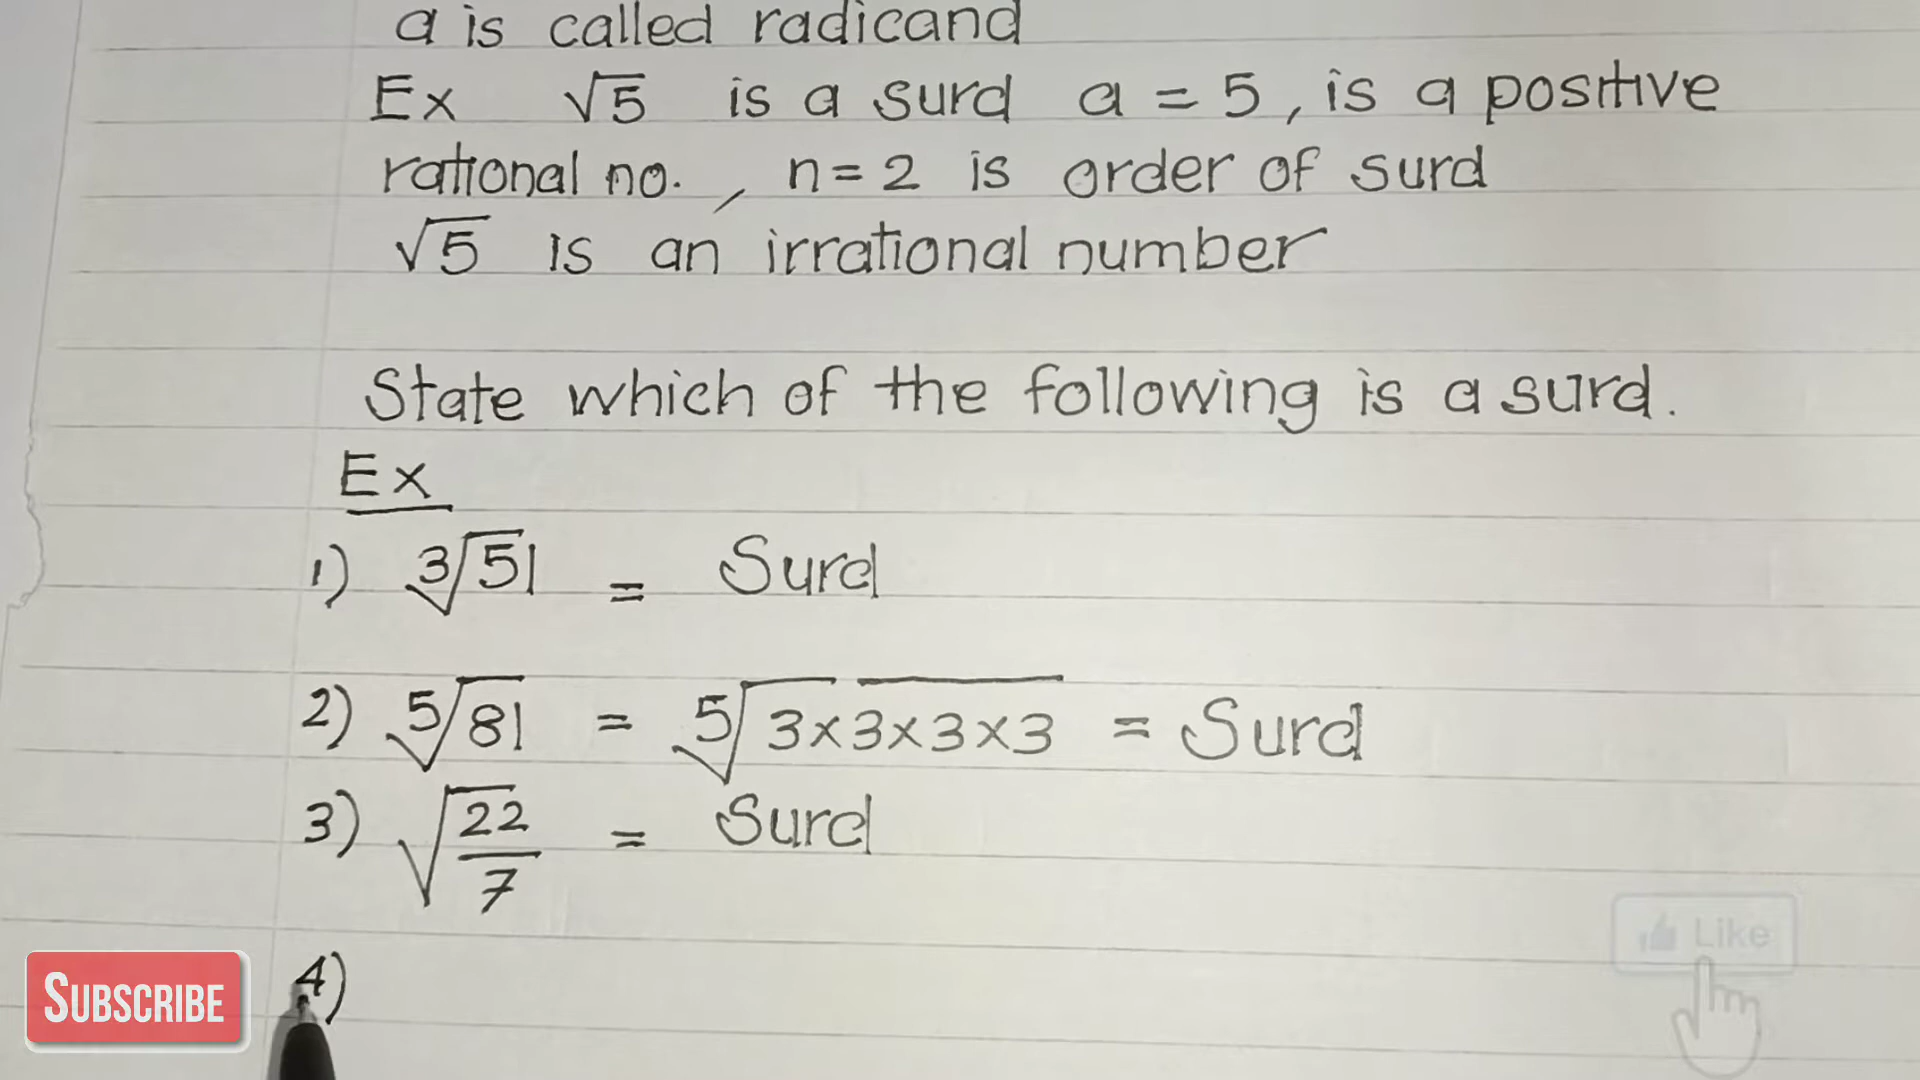 a is called radicand
Ex √5 is a surd a = 5, is a positive
rational no. , n = 2 is order of surd
√5 is an irrational number
State which of the following is a surd.
Ex
1) ³√51 = Surd
2) ⁵√81 = ⁵√3×3×3×3 = Surd
3) √22/7 = Surd
4)
SUBSCRIBE
Like